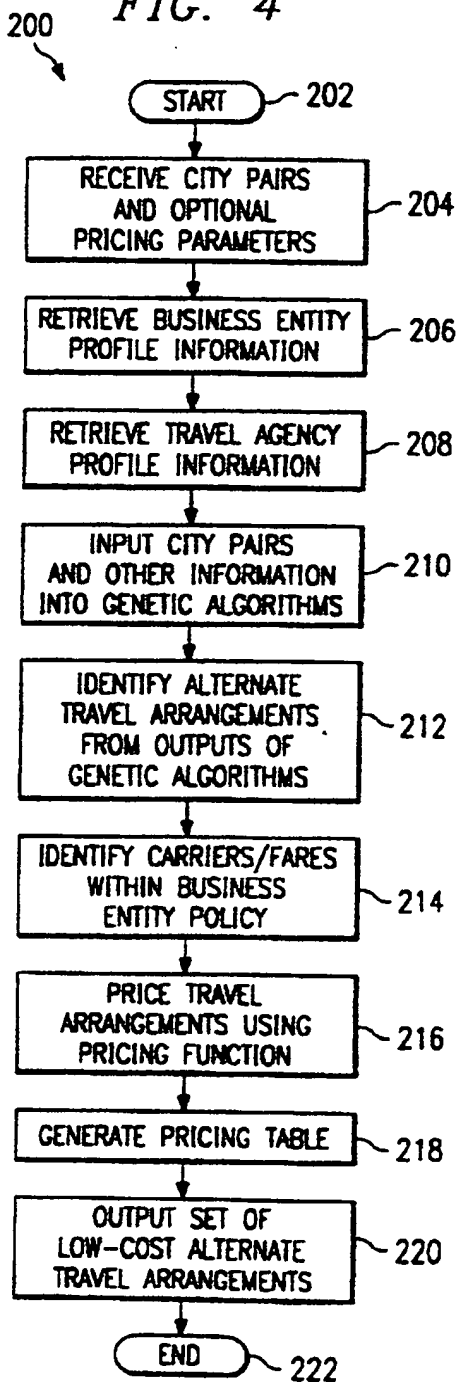 FIG. 4
200
START
202
RECEIVE CITY PAIRS
AND OPTIONAL
PRICING PARAMETERS
204
RETRIEVE BUSINESS ENTITY
PROFILE INFORMATION
206
RETRIEVE TRAVEL AGENCY
PROFILE INFORMATION
208
INPUT CITY PAIRS
AND OTHER INFORMATION
INTO GENETIC ALGORITHMS
210
IDENTIFY ALTERNATE
TRAVEL ARRANGEMENTS
FROM OUTPUTS OF
GENETIC ALGORITHMS
212
IDENTIFY CARRIERS/FARES
WITHIN BUSINESS
ENTITY POLICY
214
PRICE TRAVEL
ARRANGEMENTS USING
PRICING FUNCTION
216
GENERATE PRICING TABLE
218
OUTPUT SET OF
LOW-COST ALTERNATE
TRAVEL ARRANGEMENTS
220
END
222